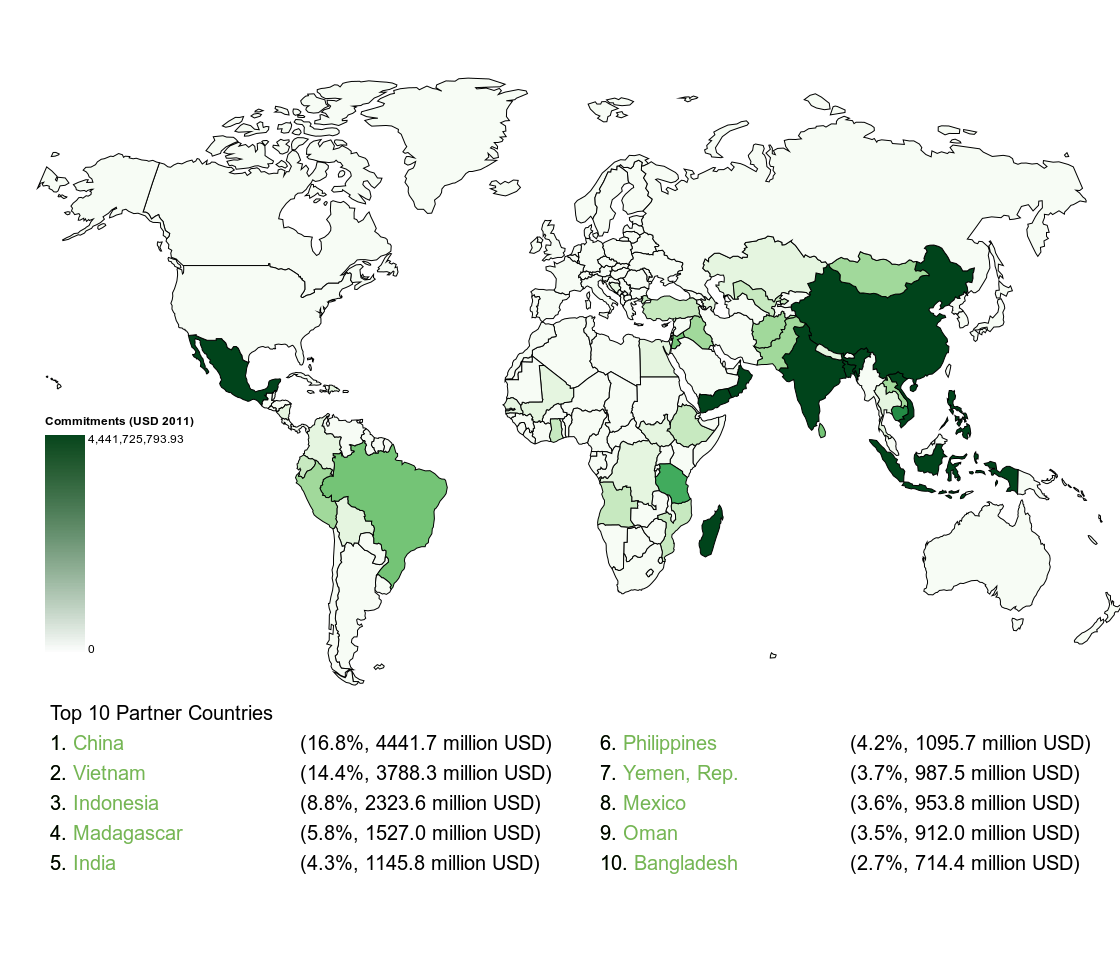 Commitments (USD 2011)
4,441,725,793.93
0
Top 10 Partner Countries
1. China (16.8%, 4441.7 million USD)
2. Vietnam (14.4%, 3788.3 million USD)
3. Indonesia (8.8%, 2323.6 million USD)
4. Madagascar (5.8%, 1527.0 million USD)
5. India (4.3%, 1145.8 million USD)
6. Philippines (4.2%, 1095.7 million USD)
7. Yemen, Rep. (3.7%, 987.5 million USD)
8. Mexico (3.6%, 953.8 million USD)
9. Oman (3.5%, 912.0 million USD)
10. Bangladesh (2.7%, 714.4 million USD)